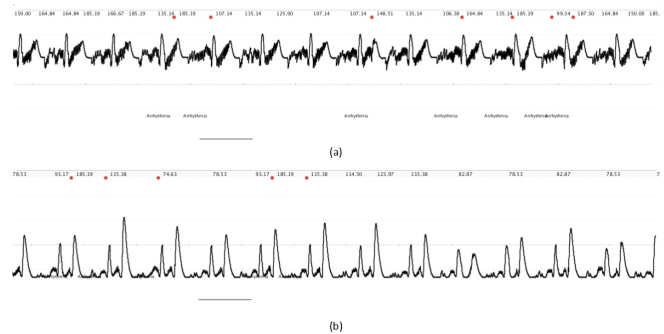 150.00 164.84 164.84 185.19 166.67 185.19 135.14 185.19 107.14 135.14 125.00 107.14 107.14 148.51 135.14 106.38 164.84 185.19 99.14 187.50 164.84 150.00 185.
Arrhythmia Arrhythmia Arrhythmia Arrhythmia Arrhythmia Arrhythmia Arrhythmia
(a)
78.53 93.17 185.19 115.38 74.63 78.53 93.17 185.19 115.38 114.50 123.97 115.38 82.87 78.53 82.87 78.53 7
(b)